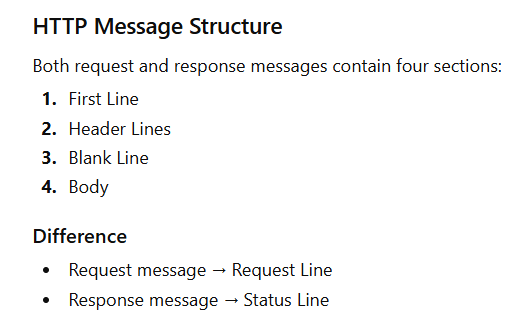 HTTP Message Structure
Both request and response messages contain four sections:
1. First Line
2. Header Lines
3. Blank Line
4. Body
Difference
• Request message → Request Line
• Response message → Status Line